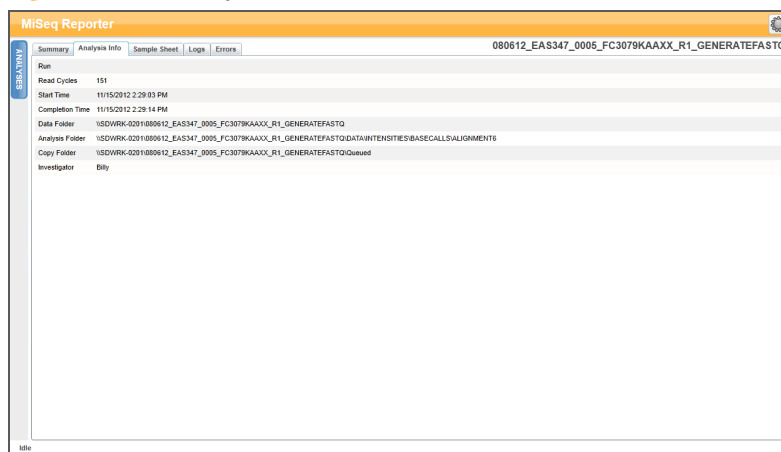 MiSeq Reporter
ANALYSES
Summary Analysis Info Sample Sheet Logs Errors 080612_EAS347_0005_FC3079KAAXX_R1_GENERATEFASTQ
Run
Read Cycles 151
Start Time 11/15/2012 2:29:03 PM
Completion Time 11/15/2012 2:29:14 PM
Data Folder \\SDWRK-0201\080612_EAS347_0005_FC3079KAAXX_R1_GENERATEFASTQ
Analysis Folder \\SDWRK-0201\080612_EAS347_0005_FC3079KAAXX_R1_GENERATEFASTQ\DATA\INTENSITIES\BASECALLS\ALIGNMENT6
Copy Folder \\SDWRK-0201\080612_EAS347_0005_FC3079KAAXX_R1_GENERATEFASTQ\Queued
Investigator Billy
Idle